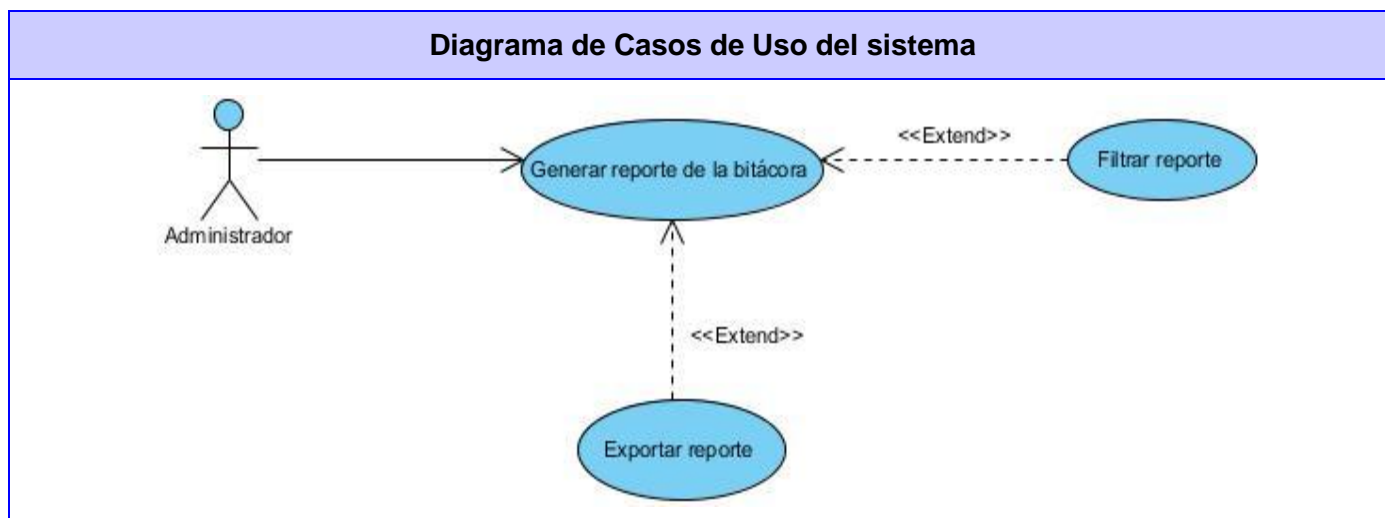 Diagrama de Casos de Uso del sistema
<<Extend>>
Generar reporte de la bitácora
Filtrar reporte
Administrador
<<Extend>>
Exportar reporte